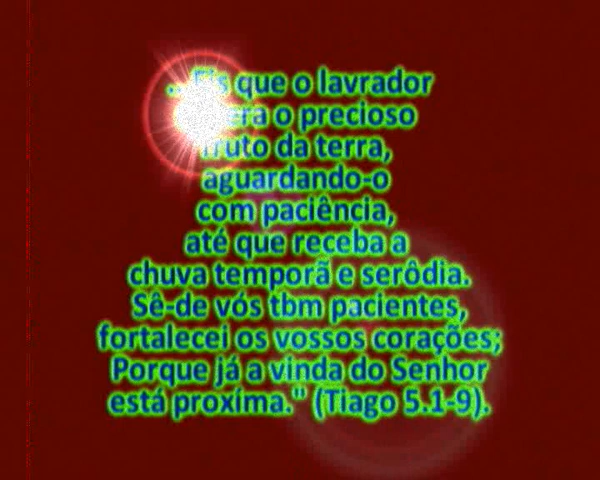 ... Eis que o lavrador
o precioso
fruto da terra,
aguardando-o
com paciência,
até que receba a
chuva temporã e serôdia.
Sê-de vós tbm pacientes,
fortalecei os vossos corações;
Porque já a vinda do Senhor
está proxíma." (Tiago 5.1-9).